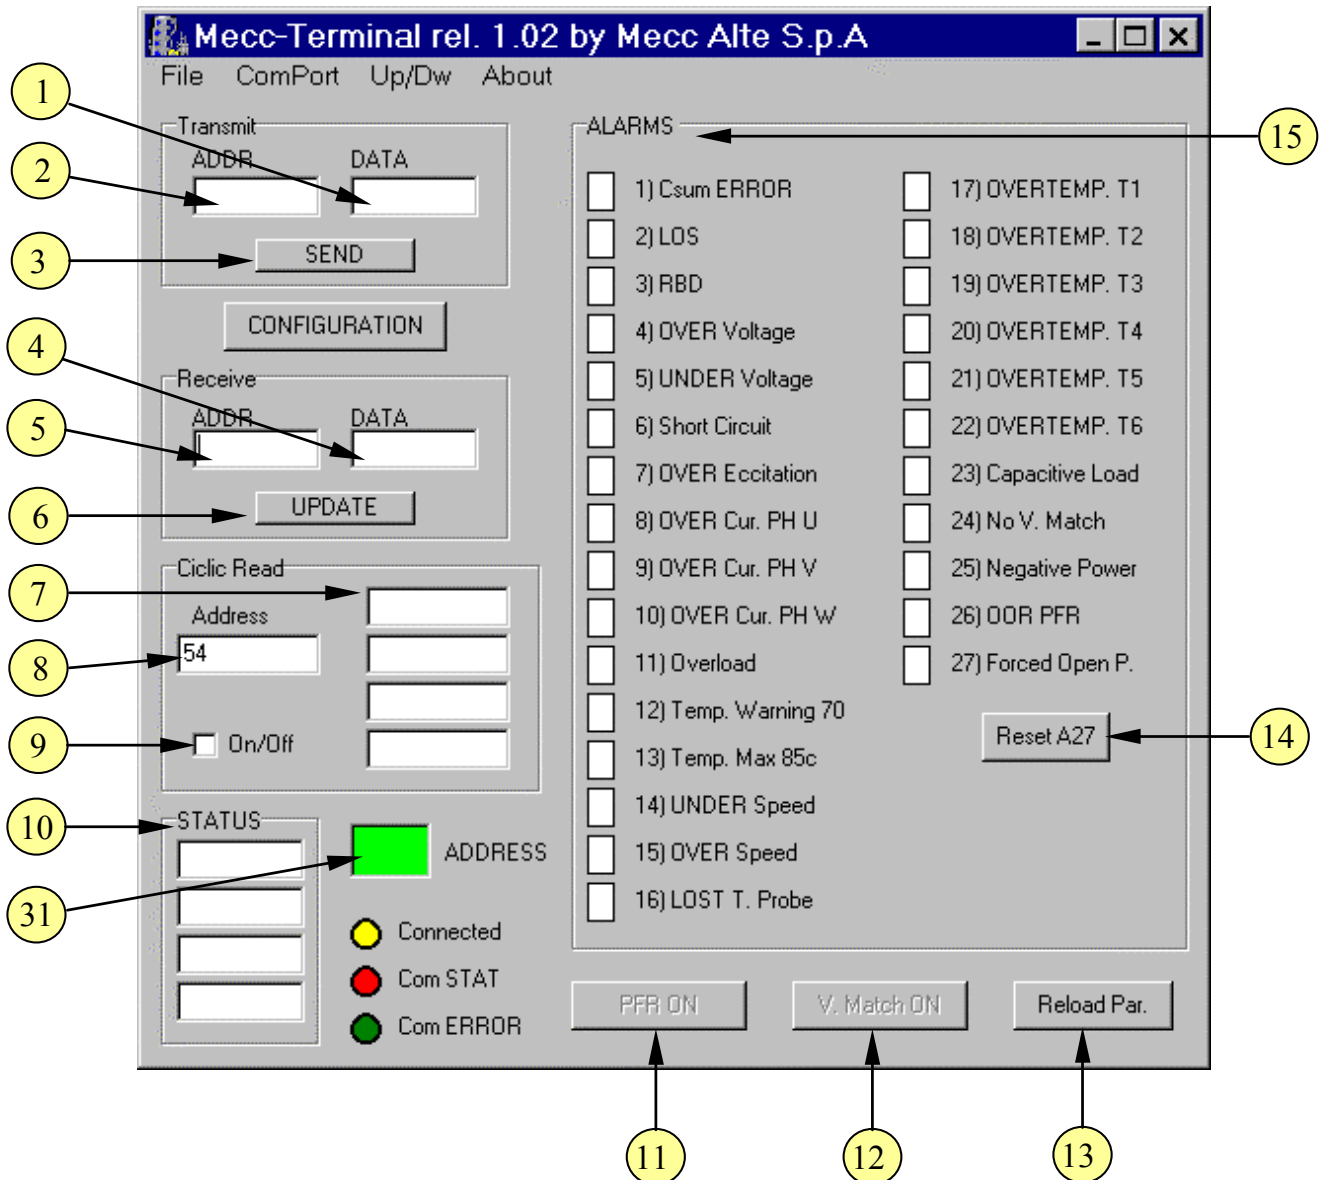 Mecc-Terminal rel. 1.02 by Mecc Alte S.p.A
File ComPort Up/Dw About
1
2
3
4
5
6
7
8
9
10
31
Transmit
ADDR DATA
SEND
CONFIGURATION
Receive
ADDR DATA
UPDATE
Ciclic Read
Address
54
On/Off
STATUS
ADDRESS
Connected
Com STAT
Com ERROR
ALARMS
1) Csum ERROR
2) LOS
3) RBD
4) OVER Voltage
5) UNDER Voltage
6) Short Circuit
7) OVER Eccitation
8) OVER Cur. PH U
9) OVER Cur. PH V
10) OVER Cur. PH W
11) Overload
12) Temp. Warning 70
13) Temp. Max 85c
14) UNDER Speed
15) OVER Speed
16) LOST T. Probe
17) OVERTEMP. T1
18) OVERTEMP. T2
19) OVERTEMP. T3
20) OVERTEMP. T4
21) OVERTEMP. T5
22) OVERTEMP. T6
23) Capacitive Load
24) No V. Match
25) Negative Power
26) OOR PFR
27) Forced Open P.
Reset A27
15
14
PFR ON
V. Match ON
Reload Par.
11
12
13